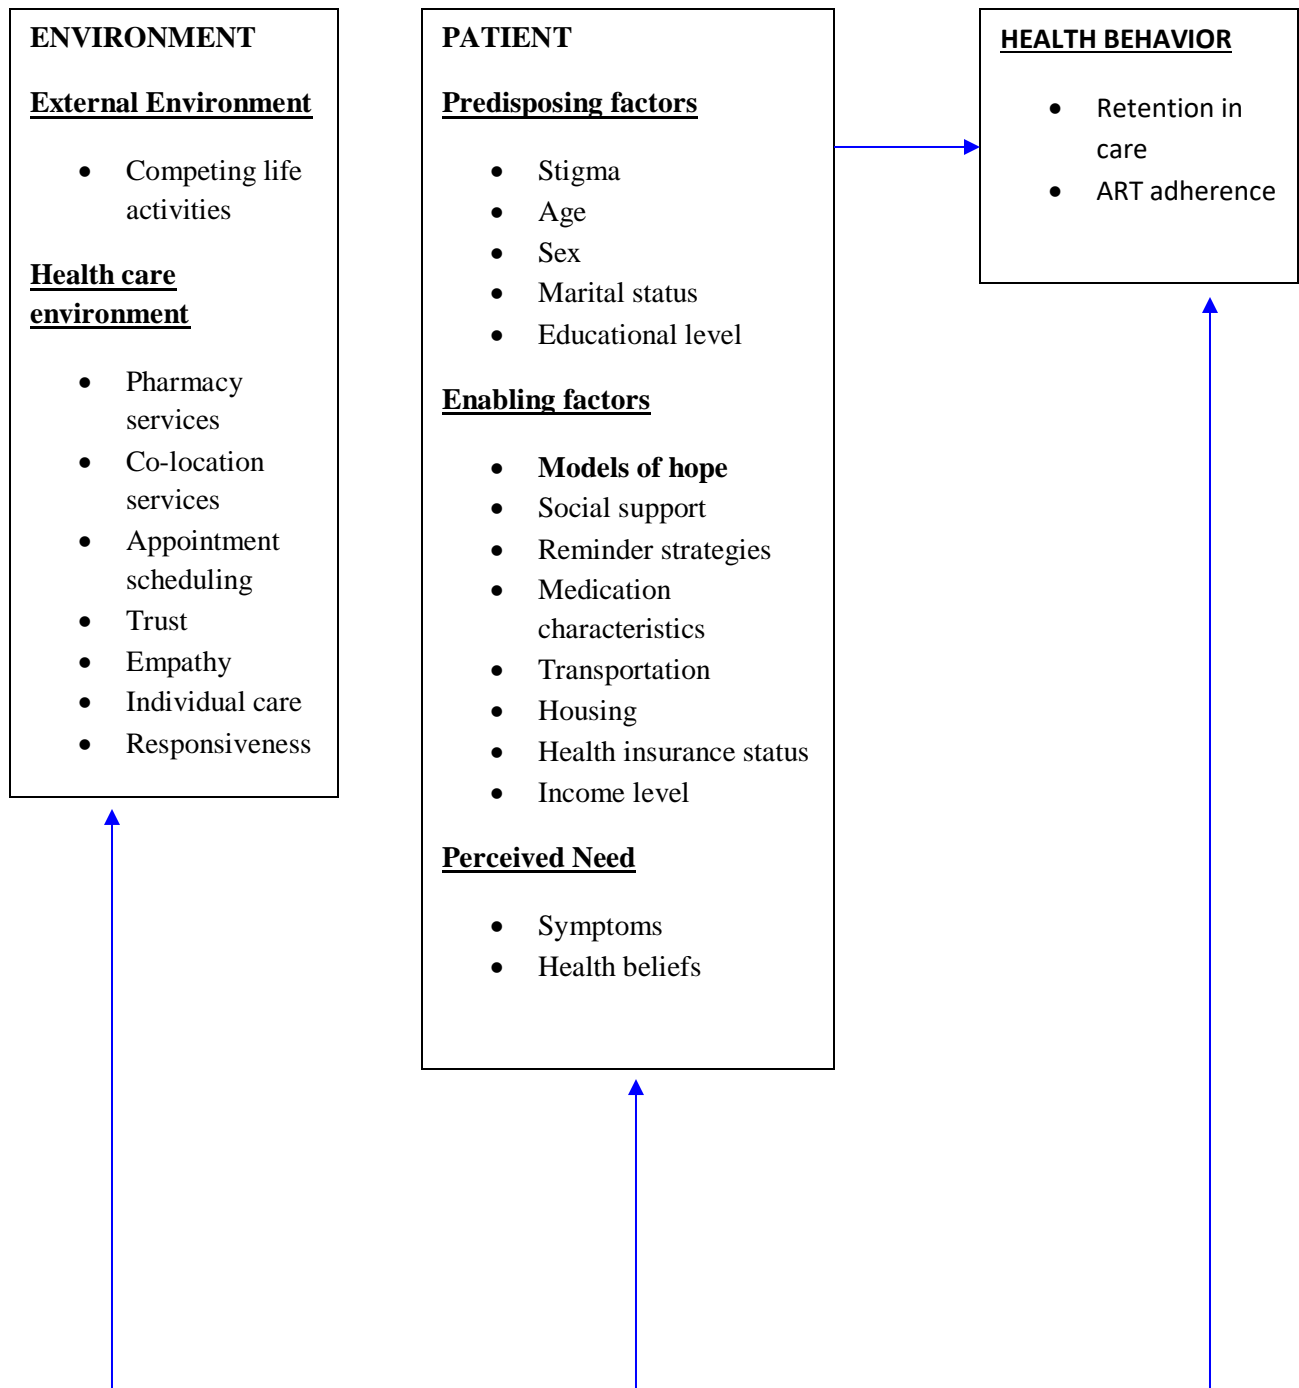 ENVIRONMENT
External Environment
• Competing life
activities
Health care
environment
• Pharmacy
services
• Co-location
services
• Appointment
scheduling
• Trust
• Empathy
• Individual care
• Responsiveness
PATIENT
Predisposing factors
• Stigma
• Age
• Sex
• Marital status
• Educational level
Enabling factors
• Models of hope
• Social support
• Reminder strategies
• Medication
characteristics
• Transportation
• Housing
• Health insurance status
• Income level
Perceived Need
• Symptoms
• Health beliefs
HEALTH BEHAVIOR
• Retention in
care
• ART adherence